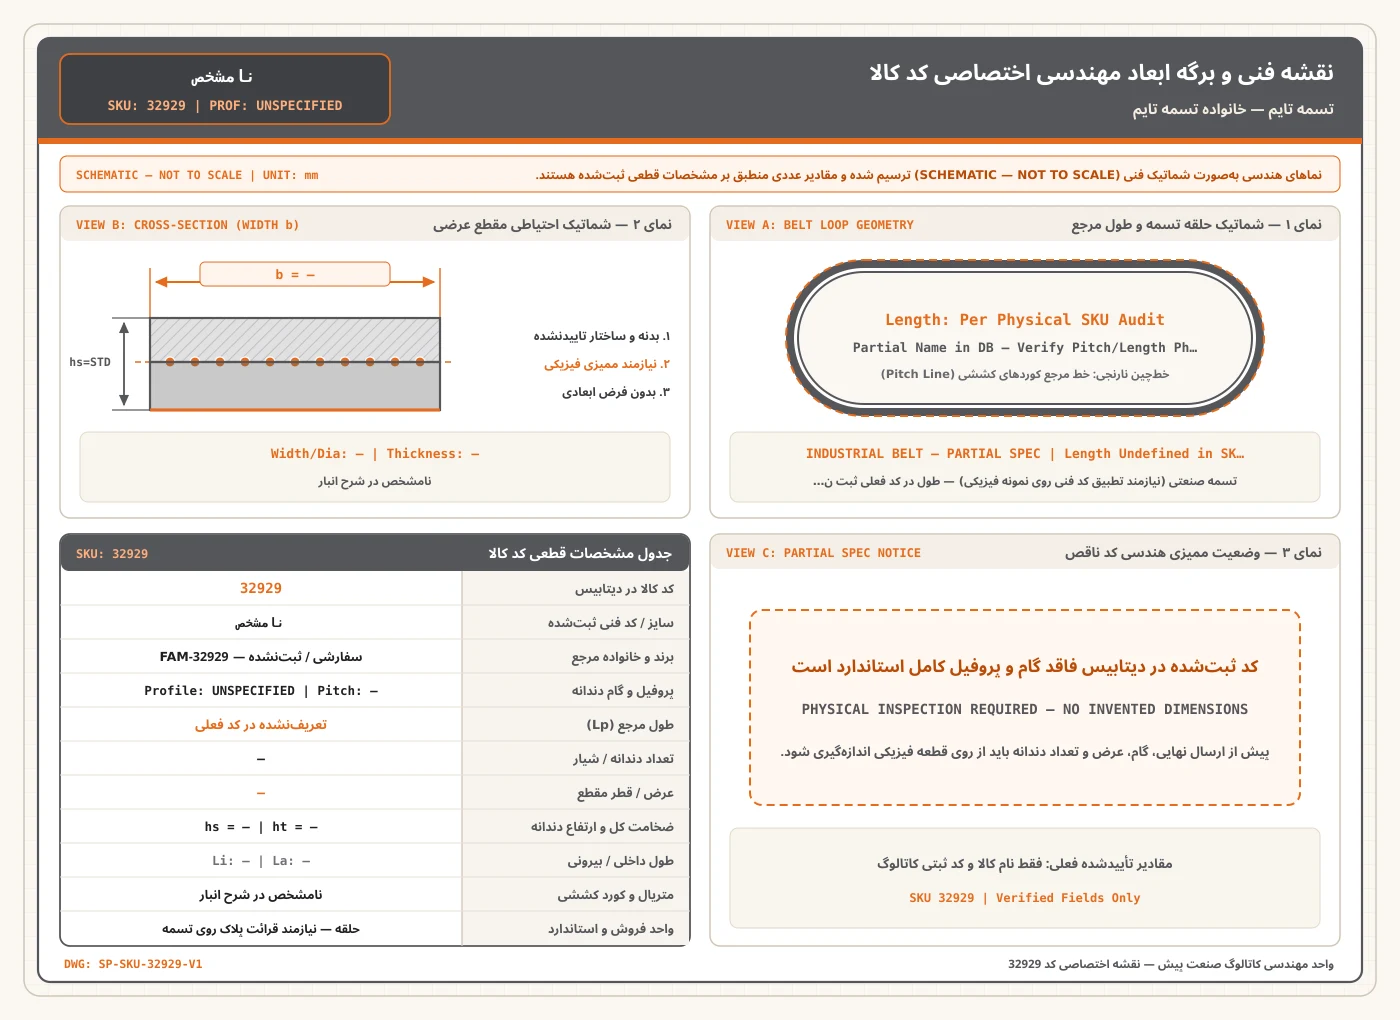 نقشه فنی و برگه ابعاد مهندسی اختصاصی کد کالا
تسمه تایم — خانواده تسمه تایم
نا مشخص
SKU: 32929 | PROF: UNSPECIFIED
نماهای هندسی به‌صورت شماتیک فنی (SCHEMATIC — NOT TO SCALE) ترسیم شده و مقادیر عددی منطبق بر مشخصات قطعی ثبت‌شده هستند.
SCHEMATIC — NOT TO SCALE | UNIT: mm
نمای ۱ — شماتیک حلقه تسمه و طول مرجع
VIEW A: BELT LOOP GEOMETRY
Length: Per Physical SKU Audit
Partial Name in DB — Verify Pitch/Length Ph…
خط‌چین نارنجی: خط مرجع کوردهای کششی (Pitch Line)
INDUSTRIAL BELT — PARTIAL SPEC | Length Undefined in SK…
تسمه صنعتی (نیازمند تطبیق کد فنی روی نمونه فیزیکی) — طول در کد فعلی ثبت ن…
نمای ۲ — شماتیک احتیاطی مقطع عرضی
VIEW B: CROSS-SECTION (WIDTH b)
b = —
hs=STD
۱. بدنه و ساختار تاییدنشده
۲. نیازمند ممیزی فیزیکی
۳. بدون فرض ابعادی
Width/Dia: — | Thickness: —
نامشخص در شرح انبار
نمای ۳ — وضعیت ممیزی هندسی کد ناقص
VIEW C: PARTIAL SPEC NOTICE
کد ثبت‌شده در دیتابیس فاقد گام و پروفیل کامل استاندارد است
PHYSICAL INSPECTION REQUIRED — NO INVENTED DIMENSIONS
پیش از ارسال نهایی، گام، عرض و تعداد دندانه باید از روی قطعه فیزیکی اندازه‌گیری شود.
مقادیر تأییدشده فعلی: فقط نام کالا و کد ثبتی کاتالوگ
SKU 32929 | Verified Fields Only
جدول مشخصات قطعی کد کالا
SKU: 32929
کد کالا در دیتابیس
32929
سایز / کد فنی ثبت‌شده
نا مشخص
برند و خانواده مرجع
سفارشی / ثبت‌نشده — FAM-32929
پروفیل و گام دندانه
Profile: UNSPECIFIED | Pitch: —
طول مرجع (Lp)
تعریف‌نشده در کد فعلی
تعداد دندانه / شیار
—
عرض / قطر مقطع
—
ضخامت کل و ارتفاع دندانه
hs = — | ht = —
طول داخلی / بیرونی
Li: — | La: —
متریال و کورد کششی
نامشخص در شرح انبار
واحد فروش و استاندارد
حلقه — نیازمند قرائت پلاک روی تسمه
واحد مهندسی کاتالوگ صنعت پیش — نقشه اختصاصی کد 32929
DWG: SP-SKU-32929-V1